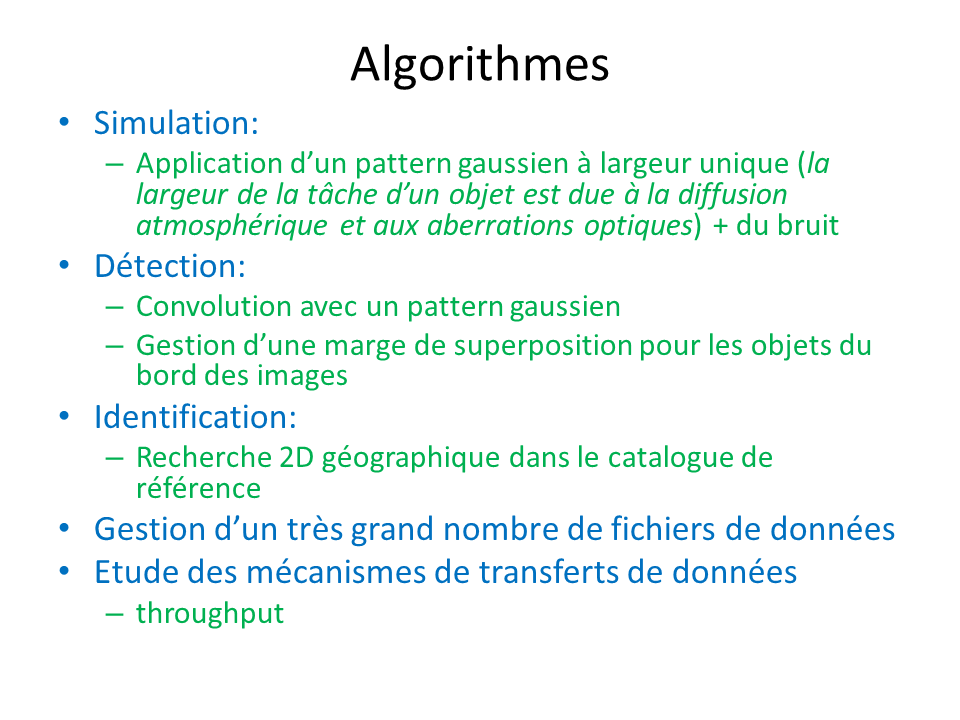 Algorithmes
• Simulation:
– Application d’un pattern gaussien à largeur unique (la
largeur de la tâche d’un objet est due à la diffusion
atmosphérique et aux aberrations optiques) + du bruit
• Détection:
– Convolution avec un pattern gaussien
– Gestion d’une marge de superposition pour les objets du
bord des images
• Identification:
– Recherche 2D géographique dans le catalogue de
référence
• Gestion d’un très grand nombre de fichiers de données
• Etude des mécanismes de transferts de données
– throughput